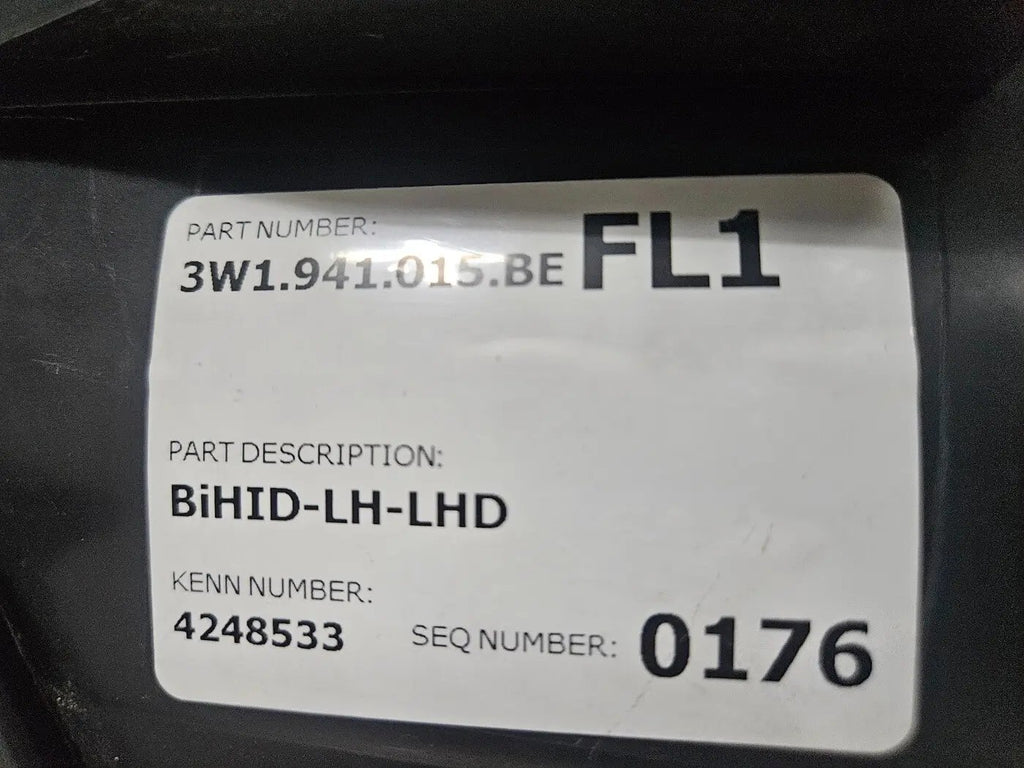 PART NUMBER:
3W1.941.015.BE FL1
PART DESCRIPTION:
BiHID-LH-LHD
KENN NUMBER:
4248533 SEQ NUMBER: 0176